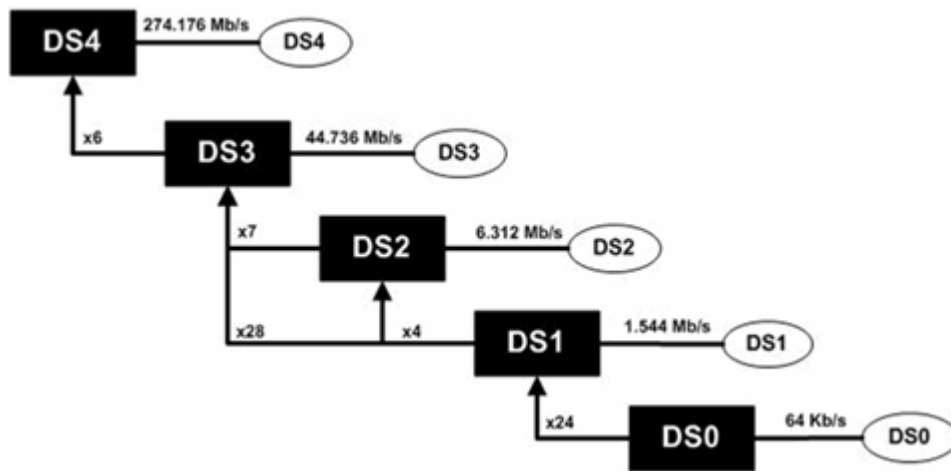 DS4 274.176 Mb/s DS4
x6 DS3 44.736 Mb/s DS3
x7 DS2 6.312 Mb/s DS2
x28 x4 DS1 1.544 Mb/s DS1
x24 DS0 64 Kb/s DS0